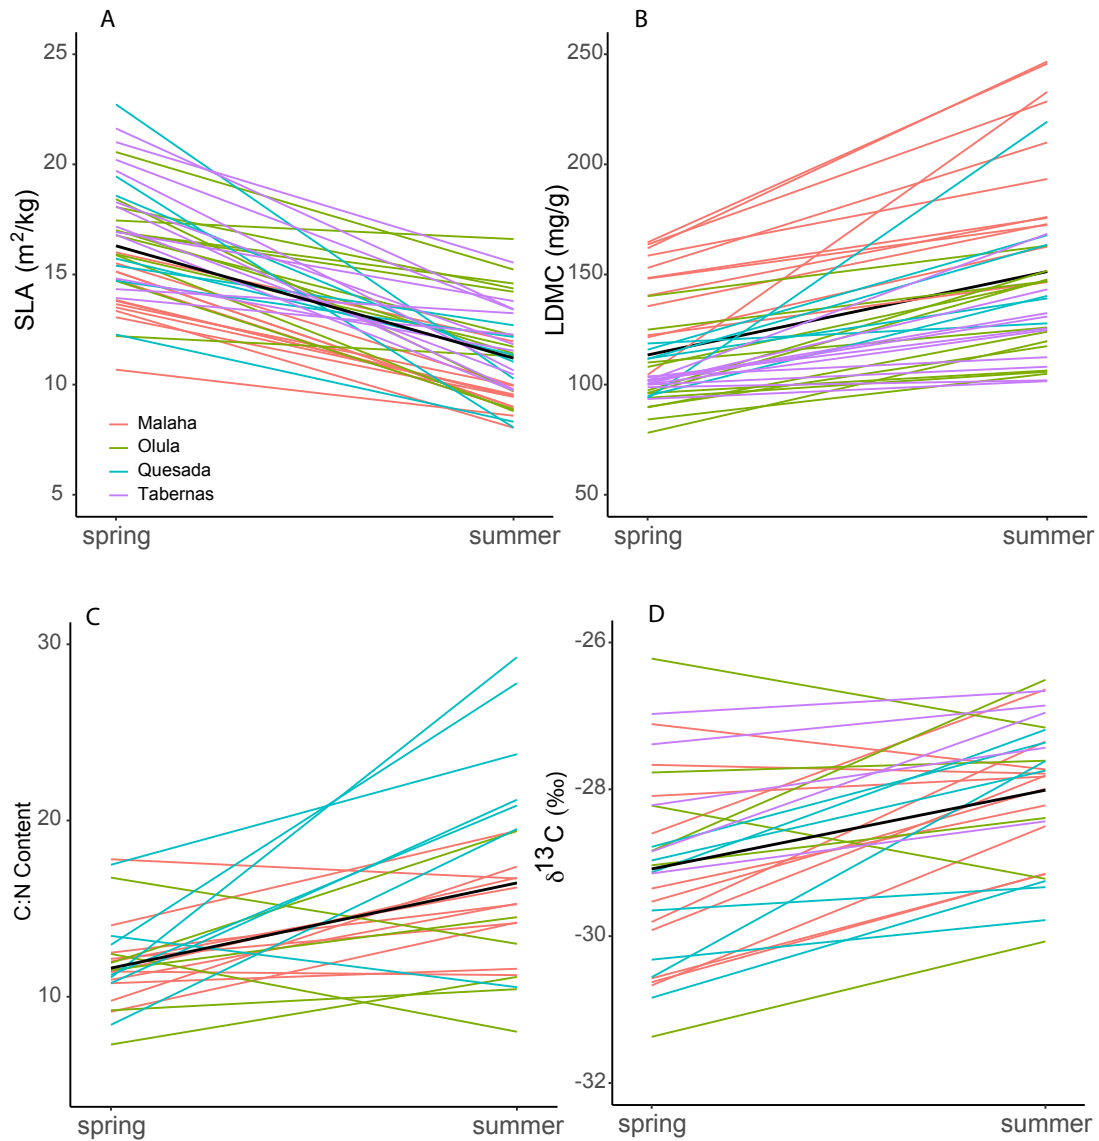 A
SLA (m²/kg)
25
20
15
10
5
Malaha
Olula
Quesada
Tabernas
spring
summer
B
LDMC (mg/g)
250
200
150
100
50
spring
summer
C
C:N Content
30
20
10
spring
summer
D
δ¹³C (‰)
-26
-28
-30
-32
spring
summer